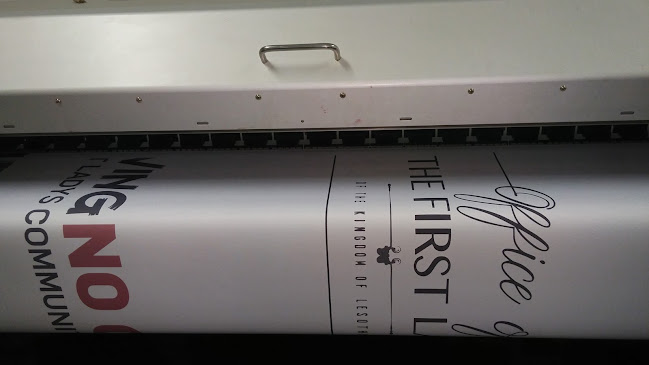 Office o
THE FIRST L
OF THE KINGDOM OF LESOTH
VING NO
T LADYS COMMUNI